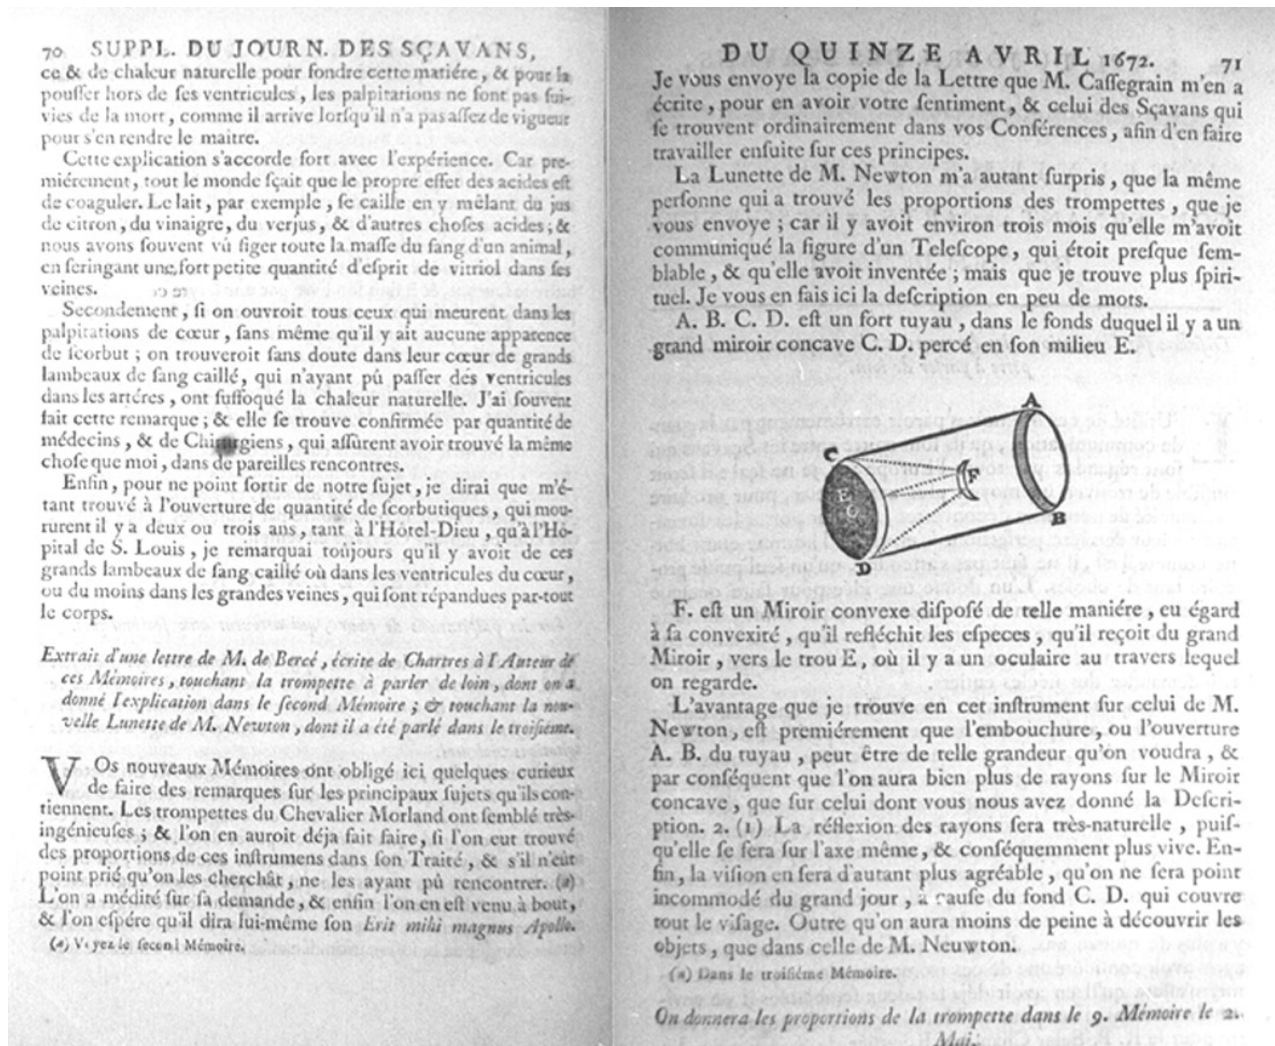 70 SUPPL. DU JOURN. DES SÇAVANS,
ce & de chaleur naturelle pour fondre cette matiére, & pour la
pouſſer hors de ſes ventricules, les palpitations ne ſont pas ſui-
vies de la mort, comme il arrive lorſqu'il n'a pas aſſez de vigueur
pour s'en rendre le maitre.
Cette explication s'accorde fort avec l'expérience. Car pre-
miérement, tout le monde ſçait que le propre effet des acides eſt
de coaguler. Le lait, par exemple, ſe caille en y mêlant du jus
de citron, du vinaigre, du verjus, & d'autres choſes acides; &
nous avons ſouvent vû figer toute la maſſe du ſang d'un animal,
en ſeringant une fort petite quantité d'eſprit de vitriol dans ſes
veines.
Secondement, ſi on ouvroit tous ceux qui meurent dans les
palpitations de cœur, ſans même qu'il y ait aucune apparence
de ſcorbut; on trouveroit ſans doute dans leur cœur de grands
lambeaux de ſang caillé, qui n'ayant pû paſſer des ventricules
dans les artéres, ont ſuffoqué la chaleur naturelle. J'ai ſouvent
fait cette remarque; & elle ſe trouve confirmée par quantité de
médecins, & de Chirurgiens, qui aſſûrent avoir trouvé la même
choſe que moi, dans de pareilles rencontres.
Enfin, pour ne point ſortir de notre ſujet, je dirai que m'é-
tant trouvé à l'ouverture de quantité de ſcorbutiques, qui mou-
rurent il y a deux ou trois ans, tant à l'Hôtel-Dieu, qu'à l'Hô-
pital de S. Louis, je remarquai toûjours qu'il y avoit de ces
grands lambeaux de ſang caillé où dans les ventricules du cœur,
ou du moins dans les grandes veines, qui ſont répandues par-tout
le corps.
Extrait d'une lettre de M. de Bercé, écrite de Chartres à l'Auteur de
ces Mémoires, touchant la trompette à parler de loin, dont on a
donné l'explication dans le ſecond Mémoire; & touchant la nou-
velle Lunette de M. Newton, dont il a été parlé dans le troiſiéme.
VOs nouveaux Mémoires ont obligé ici quelques curieux
de faire des remarques ſur les principaux ſujets qu'ils con-
tiennent. Les trompettes du Chevalier Morland ont ſemblé très-
ingénieuſes; & l'on en auroit déja fait faire, ſi l'on eut trouvé
des proportions de ces inſtrumens dans ſon Traité, & s'il n'eût
point prié qu'on les cherchât, ne les ayant pû rencontrer. (a)
L'on a médité ſur ſa demande, & enfin l'on en eſt venu à bout,
& l'on eſpére qu'il dira lui-même ſon Erit mihi magnus Apollo.
(a) Voyez le ſecond Mémoire.
DU QUINZE AVRIL 1672. 71
Je vous envoye la copie de la Lettre que M. Caſſegrain m'en a
écrite, pour en avoir votre ſentiment, & celui des Sçavans qui
ſe trouvent ordinairement dans vos Conférences, afin d'en faire
travailler enſuite ſur ces principes.
La Lunette de M. Newton m'a autant ſurpris, que la même
perſonne qui a trouvé les proportions des trompettes, que je
vous envoye; car il y avoit environ trois mois qu'elle m'avoit
communiqué la figure d'un Teleſcope, qui étoit preſque ſem-
blable, & qu'elle avoit inventée; mais que je trouve plus ſpiri-
tuel. Je vous en fais ici la deſcription en peu de mots.
A. B. C. D. eſt un fort tuyau, dans le fonds duquel il y a un
grand miroir concave C. D. percé en ſon milieu E.
A
C
F
E
B
D
F. eſt un Miroir convexe diſpoſé de telle maniére, eu égard
à ſa convexité, qu'il refléchit les eſpeces, qu'il reçoit du grand
Miroir, vers le trou E, où il y a un oculaire au travers lequel
on regarde.
L'avantage que je trouve en cet inſtrument ſur celui de M.
Newton, eſt premiérement que l'embouchure, ou l'ouverture
A. B. du tuyau, peut être de telle grandeur qu'on voudra, &
par conſéquent que l'on aura bien plus de rayons ſur le Miroir
concave, que ſur celui dont vous nous avez donné la Deſcri-
ption. 2. (1) La réflexion des rayons ſera très-naturelle, puiſ-
qu'elle ſe fera ſur l'axe même, & conſéquemment plus vive. En-
fin, la viſion en ſera d'autant plus agréable, qu'on ne ſera point
incommodé du grand jour, à cauſe du fond C. D. qui couvre
tout le viſage. Outre qu'on aura moins de peine à découvrir les
objets, que dans celle de M. Neuwton.
(a) Dans le troiſiéme Mémoire.
On donnera les proportions de la trompette dans le 9. Mémoire le 2.
Mai.